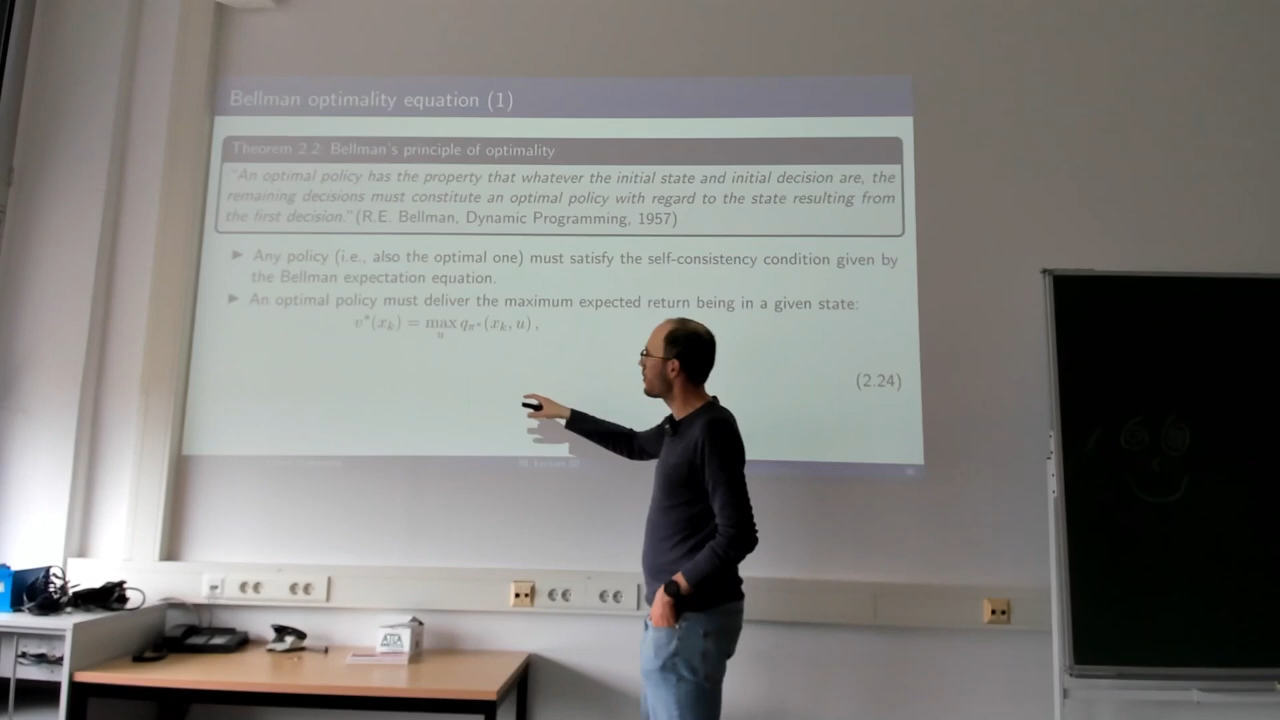 Bellman optimality equation (1)
Theorem 2.2: Bellman's principle of optimality
"An optimal policy has the property that whatever the initial state and initial decision are, the
remaining decisions must constitute an optimal policy with regard to the state resulting from
the first decision." (R.E. Bellman, Dynamic Programming, 1957)
▶ Any policy (i.e., also the optimal one) must satisfy the self-consistency condition given by
the Bellman expectation equation.
▶ An optimal policy must deliver the maximum expected return being in a given state:
v*(x_k) = max_u q_π*(x_k, u),
(2.24)